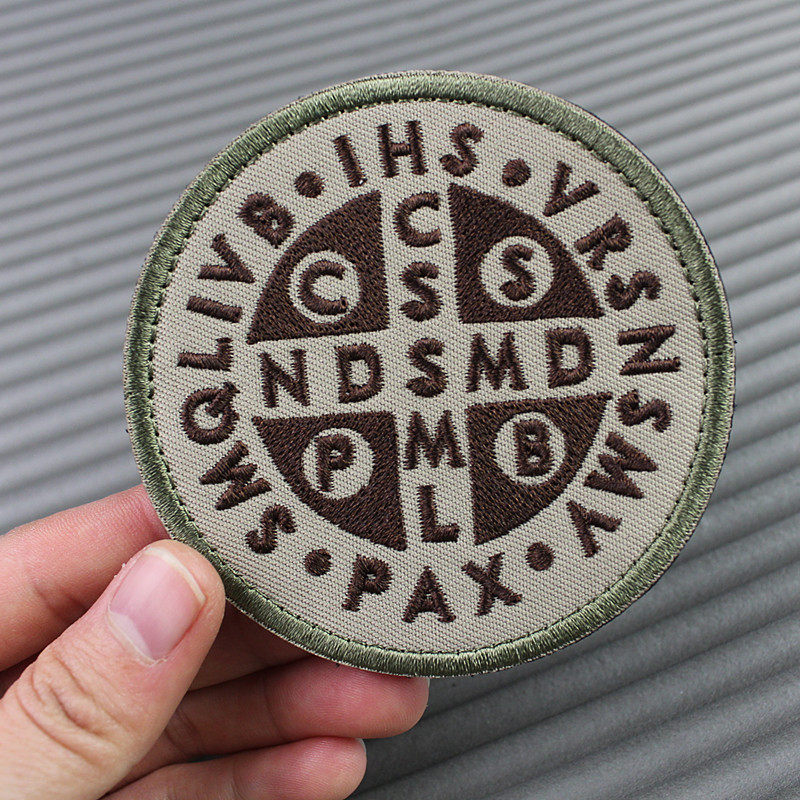 IHS • VRSNSMV • PAX • SMQLIVB •
C S
CSSML
NDSMD
P B